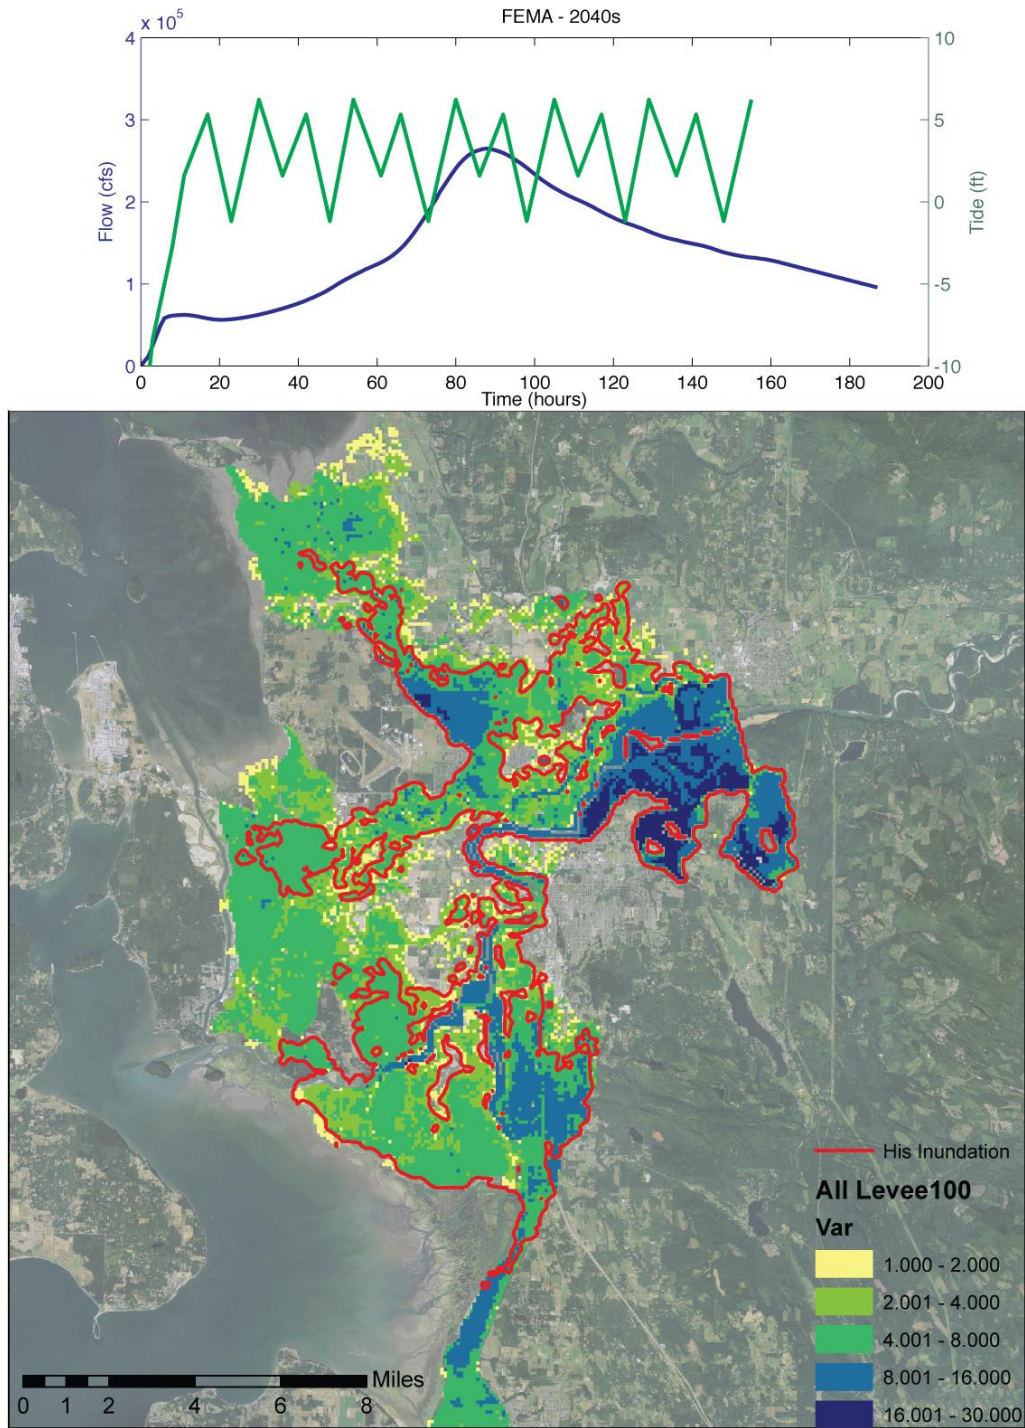 FEMA - 2040s
x 10⁵
4
3
2
1
0
Flow (cfs)
10
5
0
-5
-10
Tide (ft)
0 20 40 60 80 100 120 140 160 180 200
Time (hours)
His Inundation
All Levee100
Var
1.000 - 2.000
2.001 - 4.000
4.001 - 8.000
8.001 - 16.000
16.001 - 30.000
Miles
0 2 4 6 8